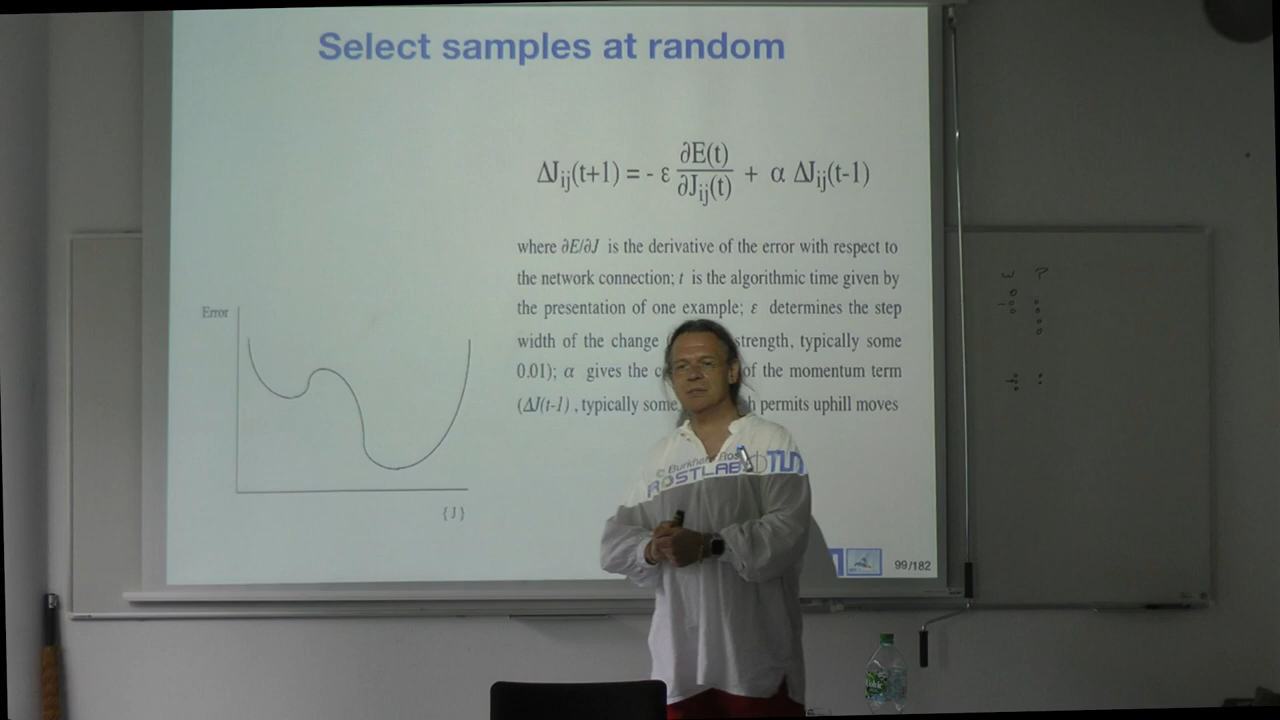 Select samples at random
ΔJij(t+1) = - ε ∂E(t)/∂Jij(t) + α ΔJij(t-1)
where ∂E/∂J is the derivative of the error with respect to
the network connection; t is the algorithmic time given by
the presentation of one example; ε determines the step
width of the change strength, typically some
0.01); α gives the of the momentum term
(ΔJ(t-1) , typically some permits uphill moves
Error
{J}
© Burkhard Rost
ROSTLAB TUM
99/182